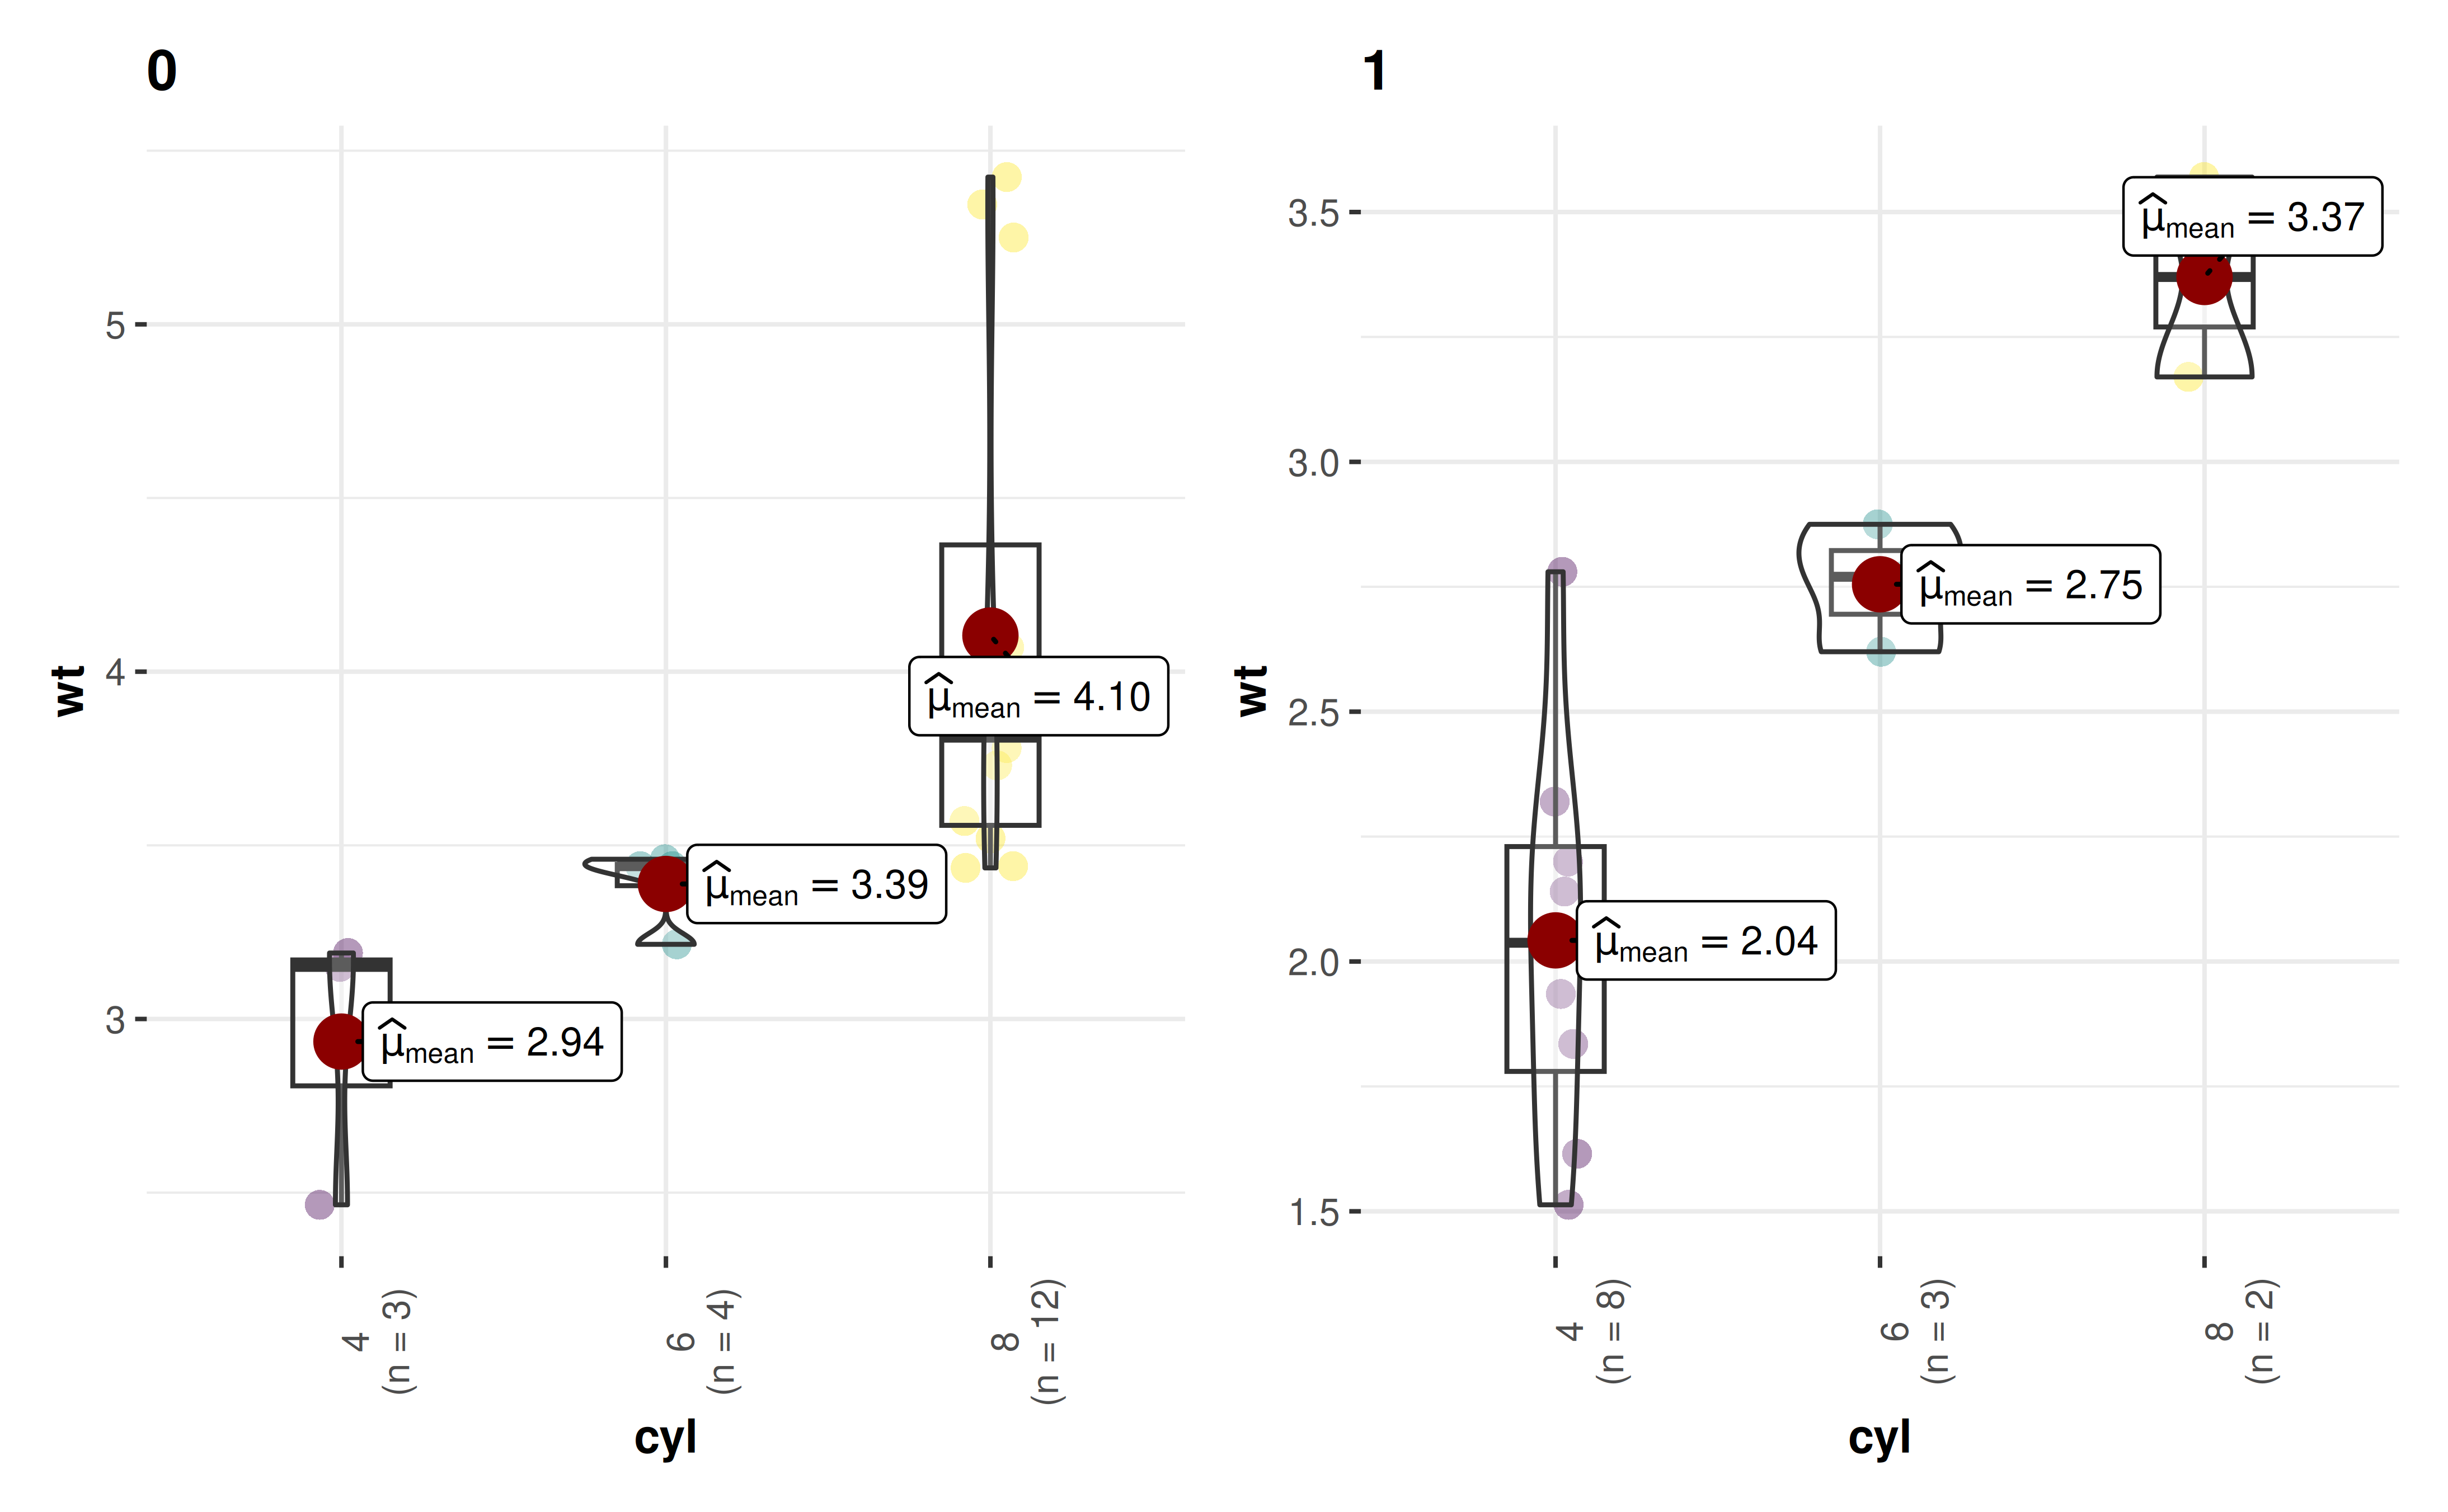 0
wt
5
4
3
μ̂mean = 2.94
μ̂mean = 3.39
μ̂mean = 4.10
4
(n = 3)
6
(n = 4)
8
(n = 12)
cyl
1
wt
3.5
3.0
2.5
2.0
1.5
μ̂mean = 2.04
μ̂mean = 2.75
μ̂mean = 3.37
4
(n = 8)
6
(n = 3)
8
(n = 2)
cyl